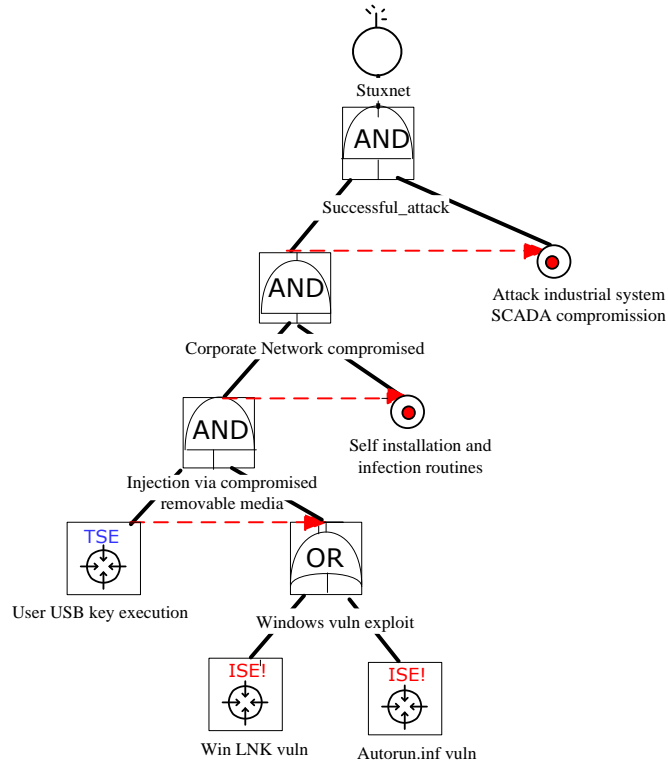 Stuxnet
AND
Successful_attack
AND
Attack industrial system
SCADA compromission
Corporate Network compromised
AND
Self installation and
infection routines
Injection via compromised
removable media
TSE
OR
User USB key execution
Windows vuln exploit
ISE!
ISE!
Win LNK vuln
Autorun.inf vuln